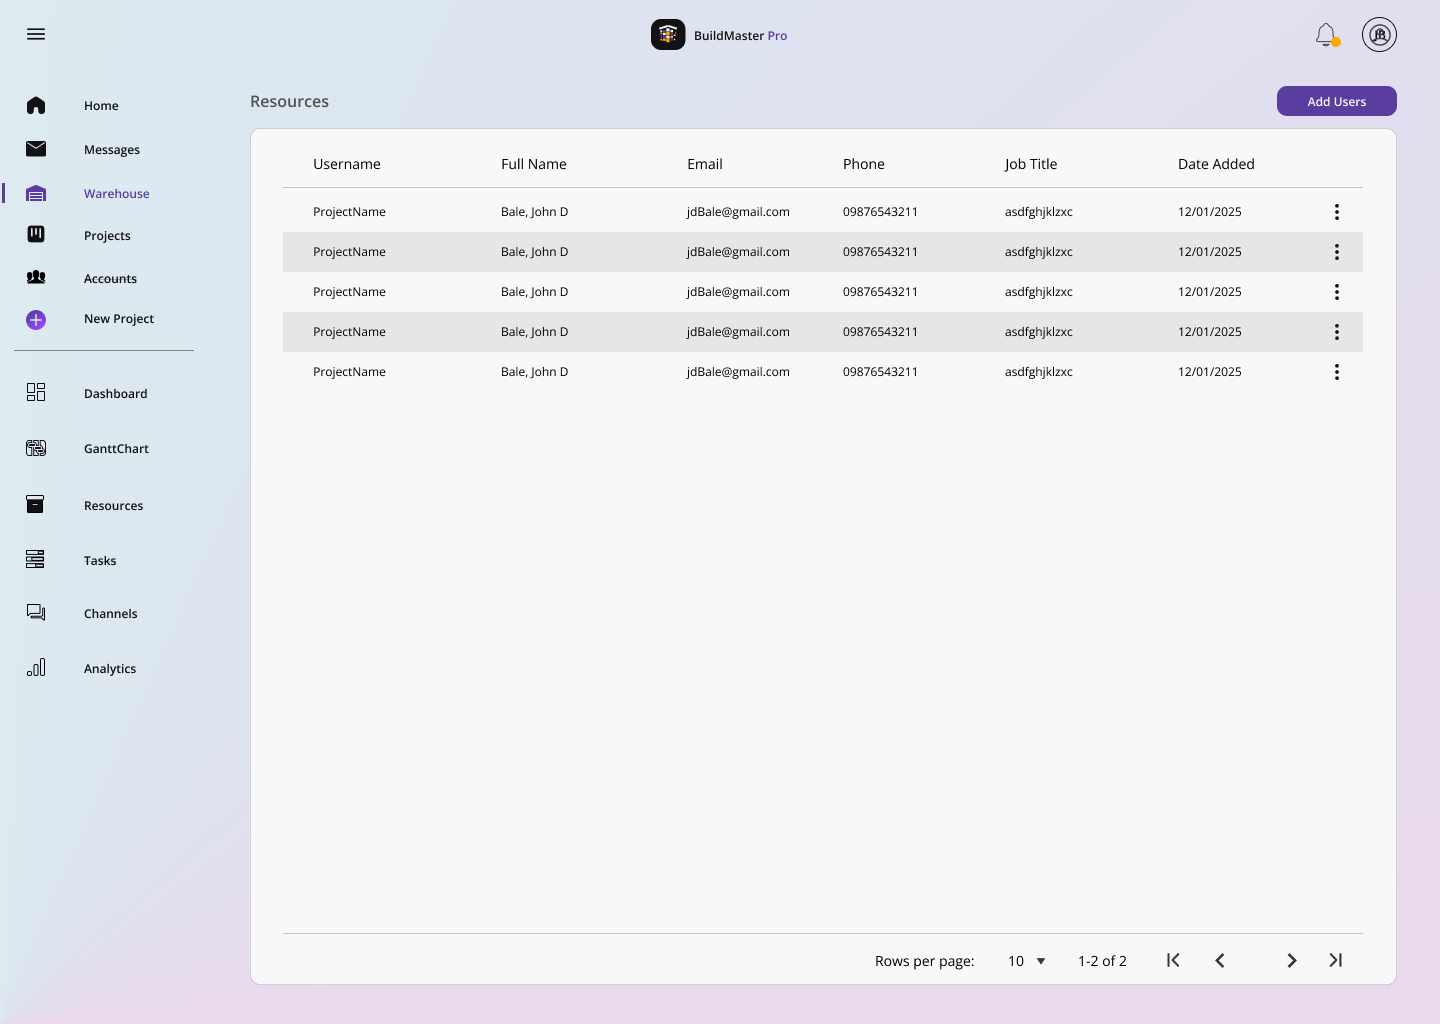 BuildMaster Pro
Home
Messages
Warehouse
Projects
Accounts
New Project
Dashboard
GanttChart
Resources
Tasks
Channels
Analytics
Resources
Add Users
Username Full Name Email Phone Job Title Date Added
ProjectName Bale, John D jdBale@gmail.com 09876543211 asdfghjklzxc 12/01/2025
ProjectName Bale, John D jdBale@gmail.com 09876543211 asdfghjklzxc 12/01/2025
ProjectName Bale, John D jdBale@gmail.com 09876543211 asdfghjklzxc 12/01/2025
ProjectName Bale, John D jdBale@gmail.com 09876543211 asdfghjklzxc 12/01/2025
ProjectName Bale, John D jdBale@gmail.com 09876543211 asdfghjklzxc 12/01/2025
Rows per page: 10 1-2 of 2